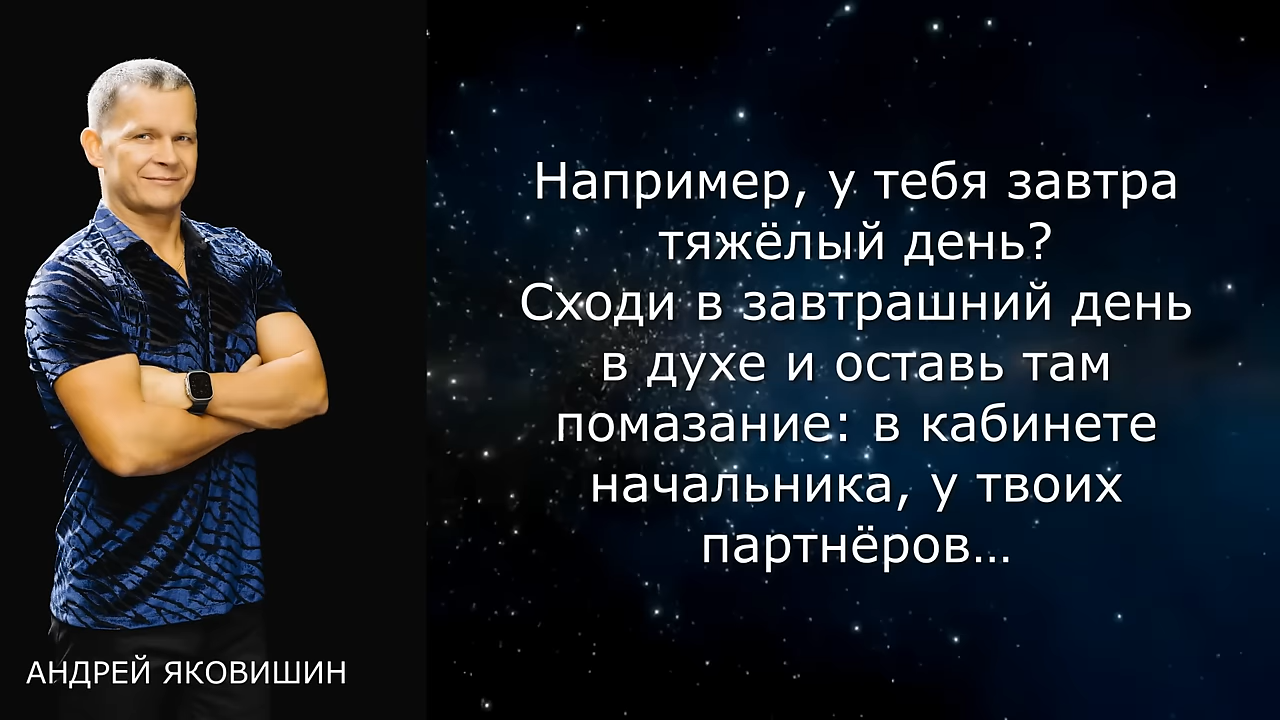 Например, у тебя завтра
тяжёлый день?
Сходи в завтрашний день
в духе и оставь там
помазание: в кабинете
начальника, у твоих
партнёров…
АНДРЕЙ ЯКОВИШИН